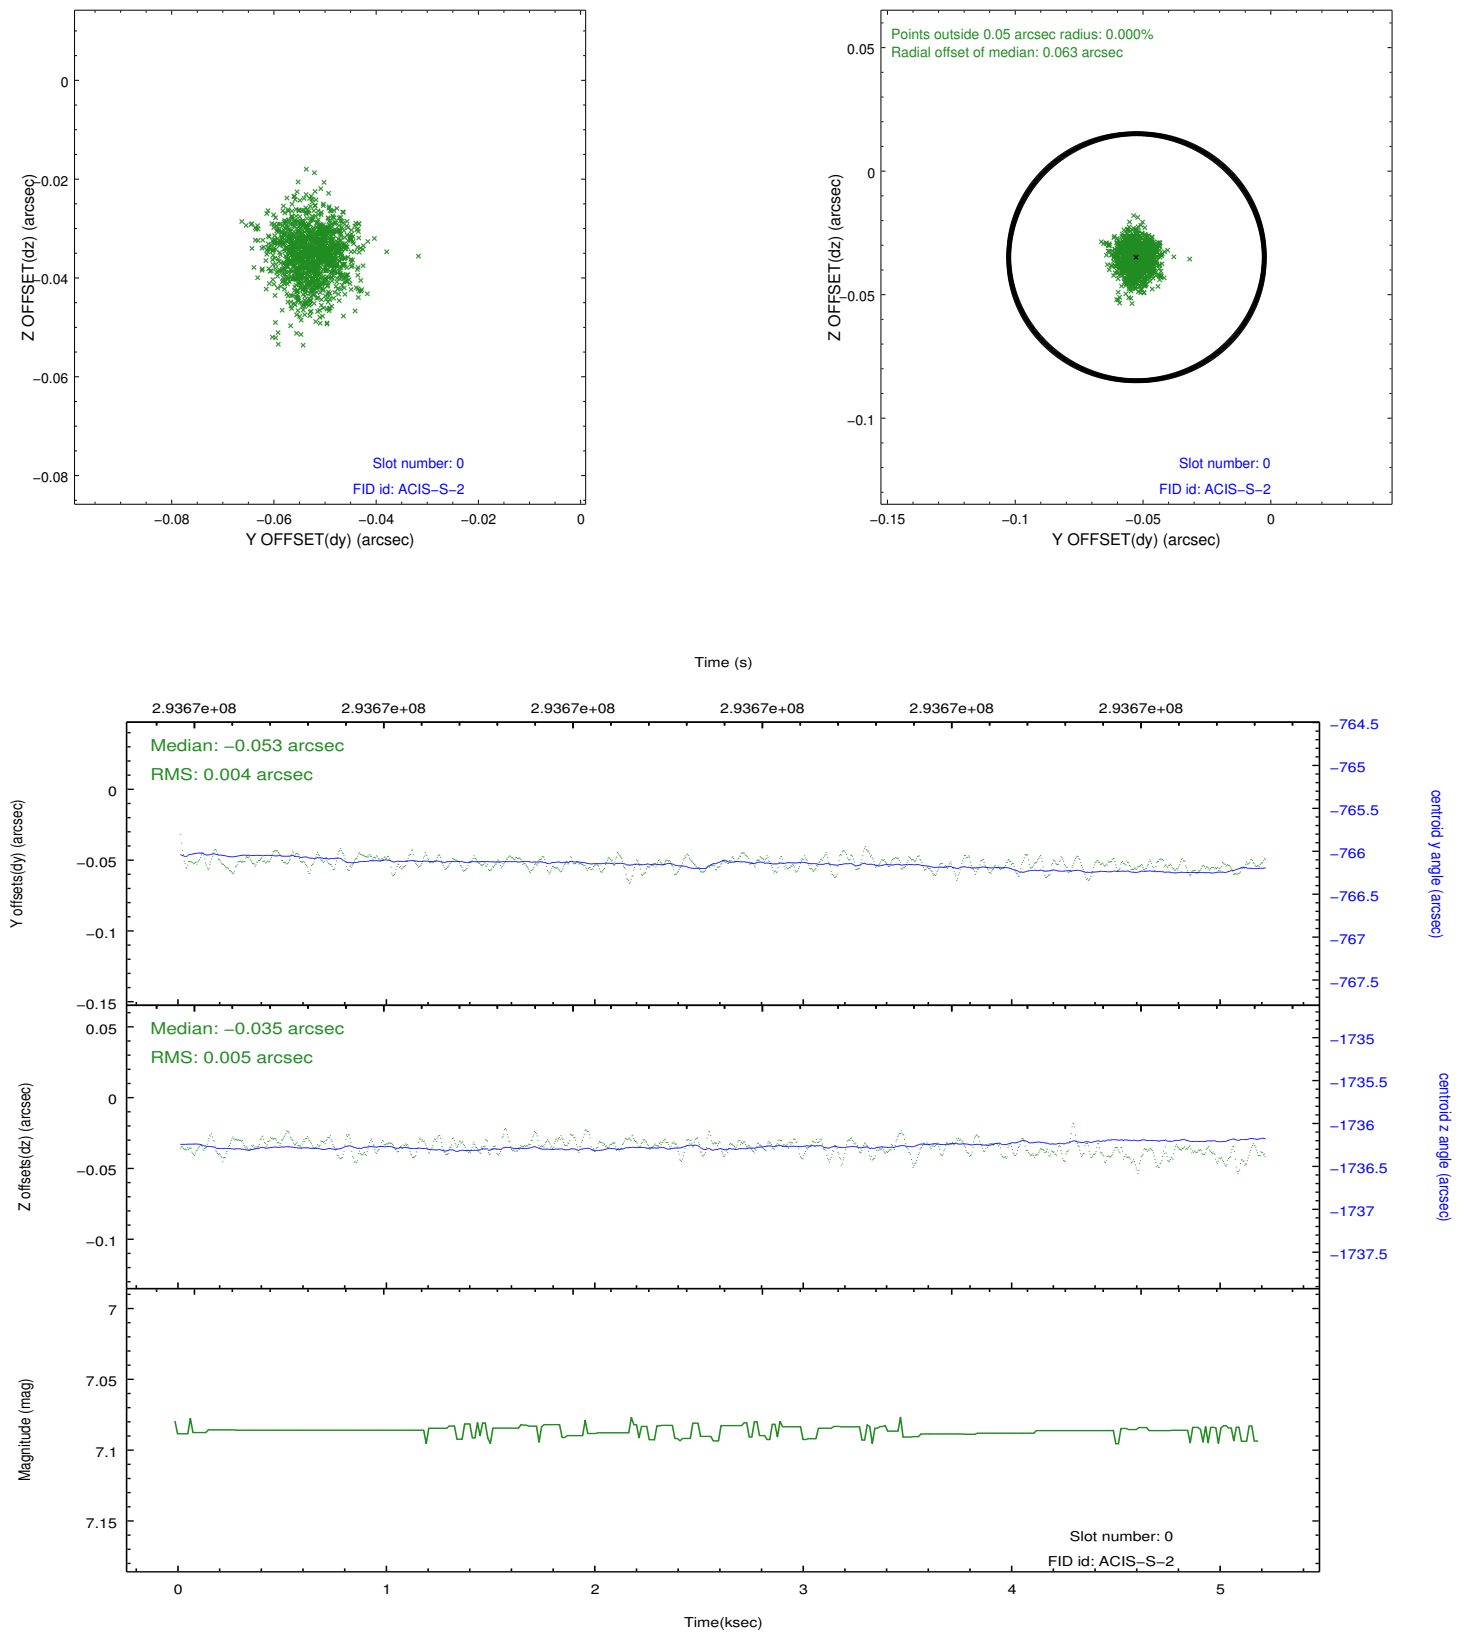 0
−0.02
−0.04
−0.06
−0.08
Z OFFSET(dz) (arcsec)
Slot number: 0
FID id: ACIS−S−2
−0.08
−0.06
−0.04
−0.02
0
Y OFFSET(dy) (arcsec)
Points outside 0.05 arcsec radius: 0.000%
Radial offset of median: 0.063 arcsec
0.05
0
−0.05
−0.1
Z OFFSET(dz) (arcsec)
Slot number: 0
FID id: ACIS−S−2
−0.15
−0.1
−0.05
0
Y OFFSET(dy) (arcsec)
Time (s)
2.9367e+08
2.9367e+08
2.9367e+08
2.9367e+08
2.9367e+08
2.9367e+08
Median: −0.053 arcsec
RMS: 0.004 arcsec
0
−0.05
−0.1
−0.15
Y offsets(dy) (arcsec)
−764.5
−765
−765.5
−766
−766.5
−767
−767.5
centroid y angle (arcsec)
Median: −0.035 arcsec
RMS: 0.005 arcsec
0.05
0
−0.05
−0.1
Z offsets(dz) (arcsec)
−1735
−1735.5
−1736
−1736.5
−1737
−1737.5
centroid z angle (arcsec)
7
7.05
7.1
7.15
Magnitude (mag)
Slot number: 0
FID id: ACIS−S−2
0
1
2
3
4
5
Time(ksec)